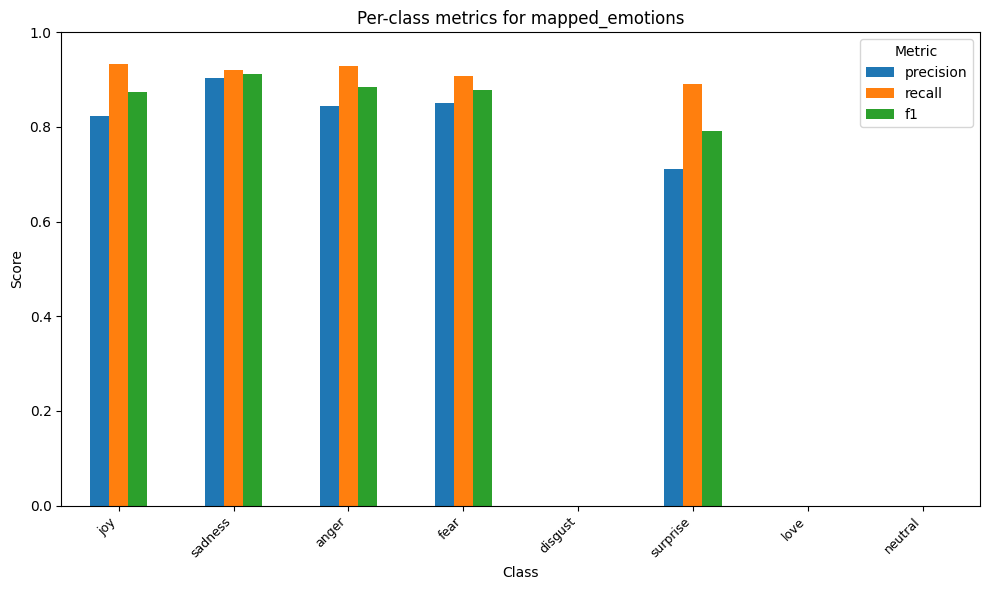 Per-class metrics for mapped_emotions
Metric
precision
recall
f1
Score
1.0
0.8
0.6
0.4
0.2
0.0
joy
sadness
anger
fear
disgust
surprise
love
neutral
Class